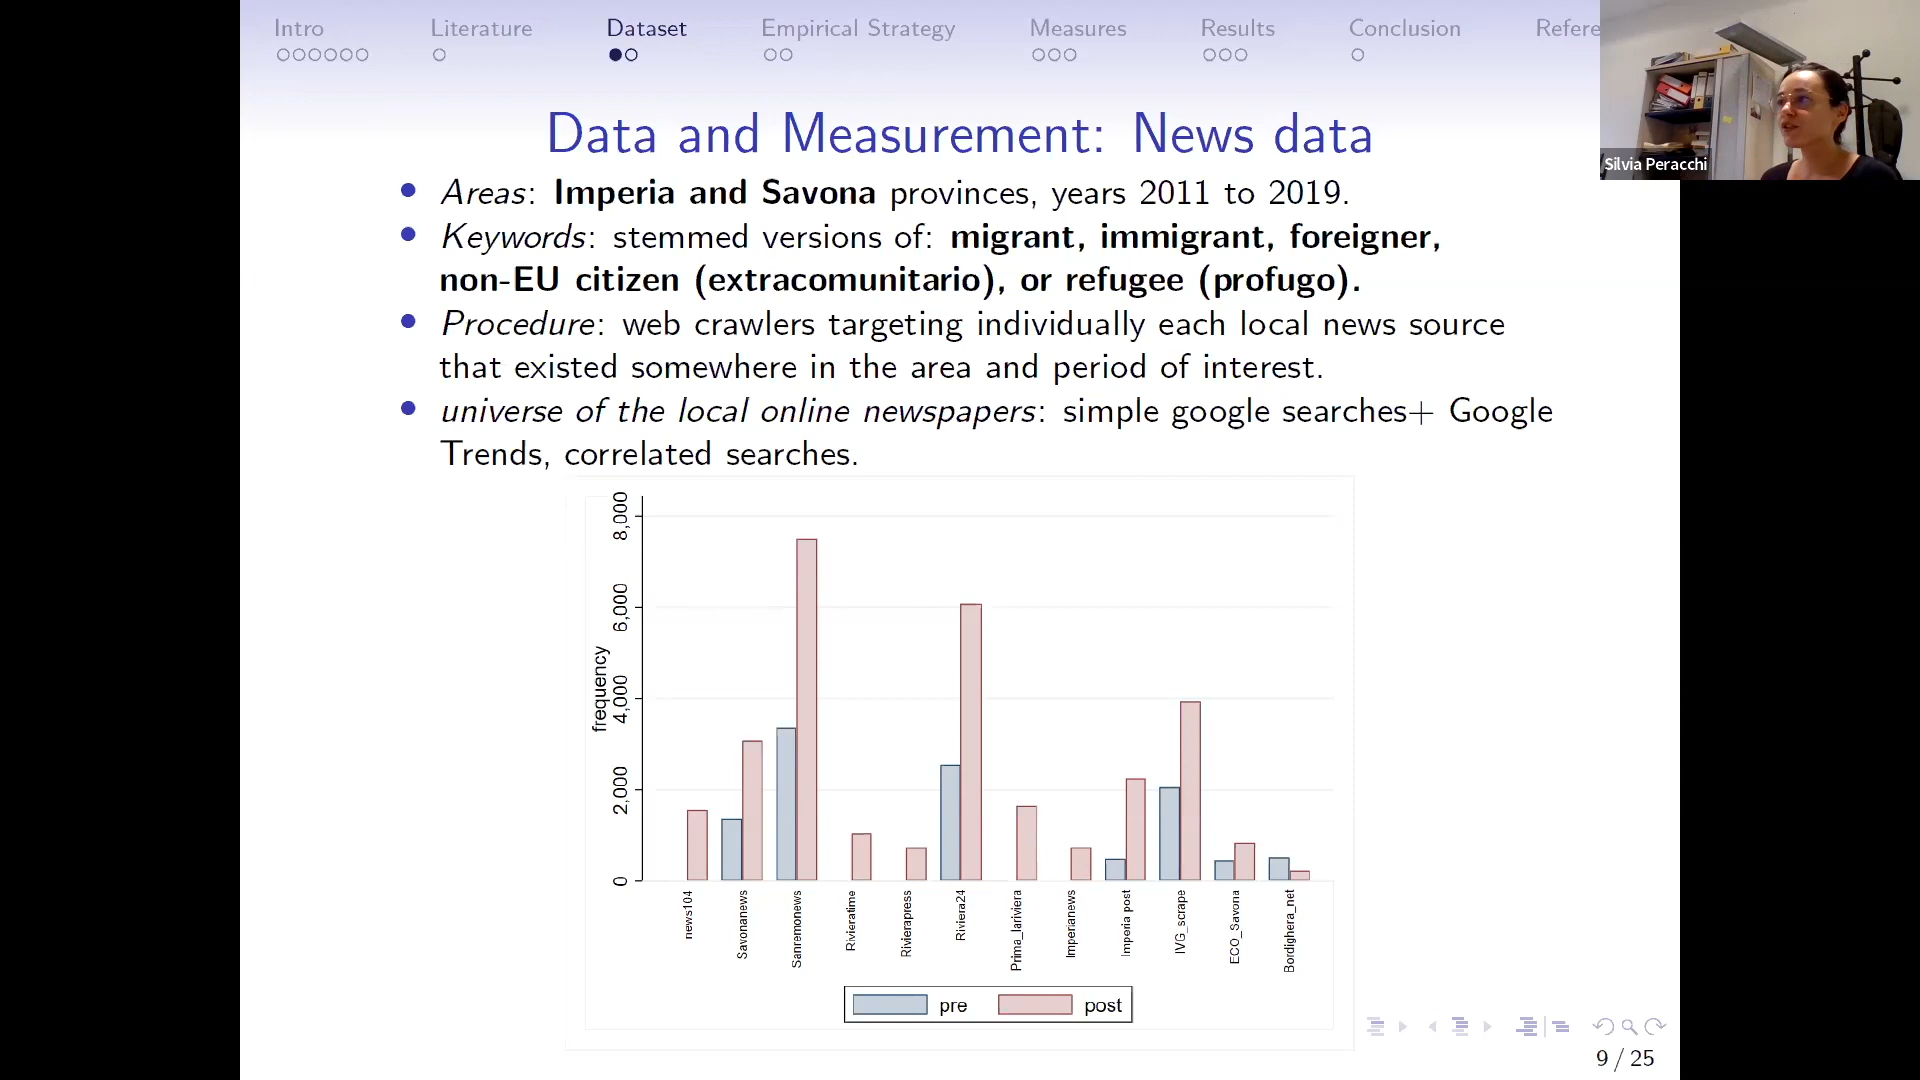 Intro Literature Dataset Empirical Strategy Measures Results Conclusion Refere
Silvia Peracchi
Data and Measurement: News data
Areas: Imperia and Savona provinces, years 2011 to 2019.
Keywords: stemmed versions of: migrant, immigrant, foreigner,
non-EU citizen (extracomunitario), or refugee (profugo).
Procedure: web crawlers targeting individually each local news source
that existed somewhere in the area and period of interest.
universe of the local online newspapers: simple google searches+ Google
Trends, correlated searches.
frequency
8,000
6,000
4,000
2,000
0
news104
Savonanews
Sanremonews
Rivieratime
Rivierapress
Riviera24
Prima_lariviera
Imperianews
Imperia post
IVG_scrape
ECO_Savona
Bordighera_net
pre post
9 / 25